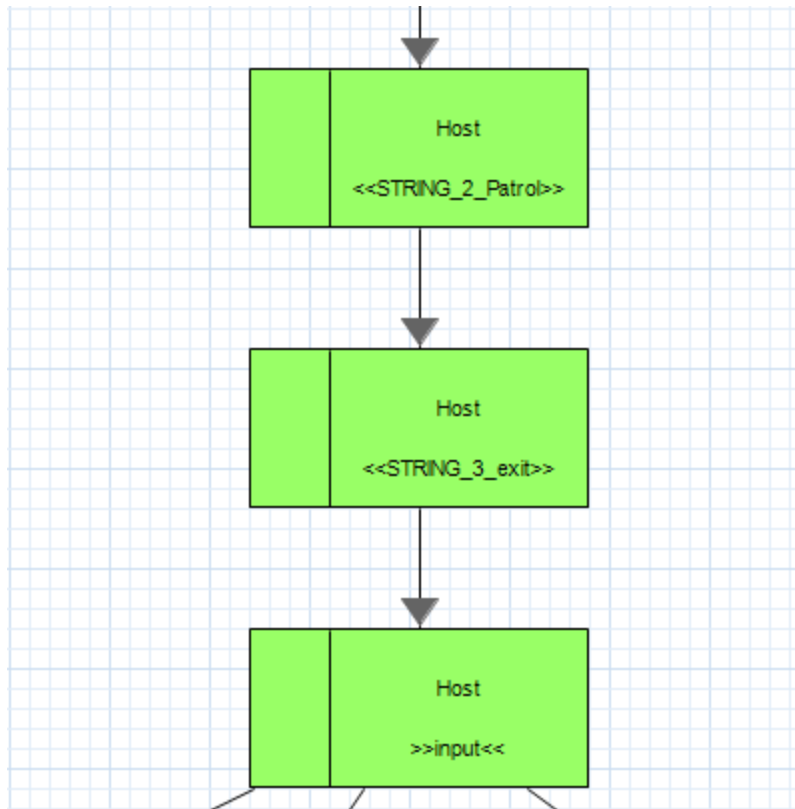 Host
<<STRING_2_Patrol>>
Host
<<STRING_3_exit>>
Host
>>input<<